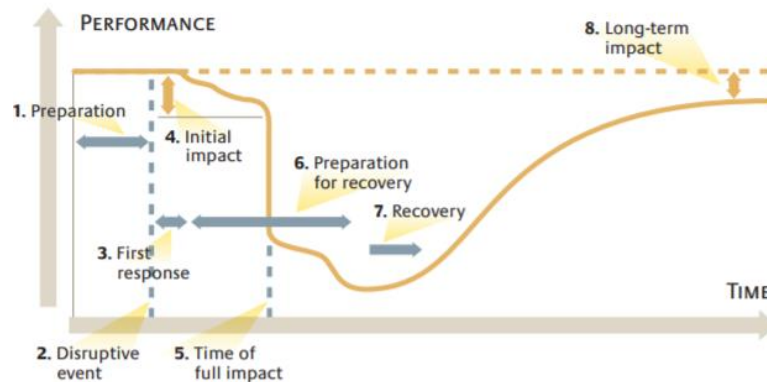 PERFORMANCE
8. Long-term
impact
1. Preparation
4. Initial
impact
6. Preparation
for recovery
7. Recovery
3. First
response
TIME
2. Disruptive
event
5. Time of
full impact